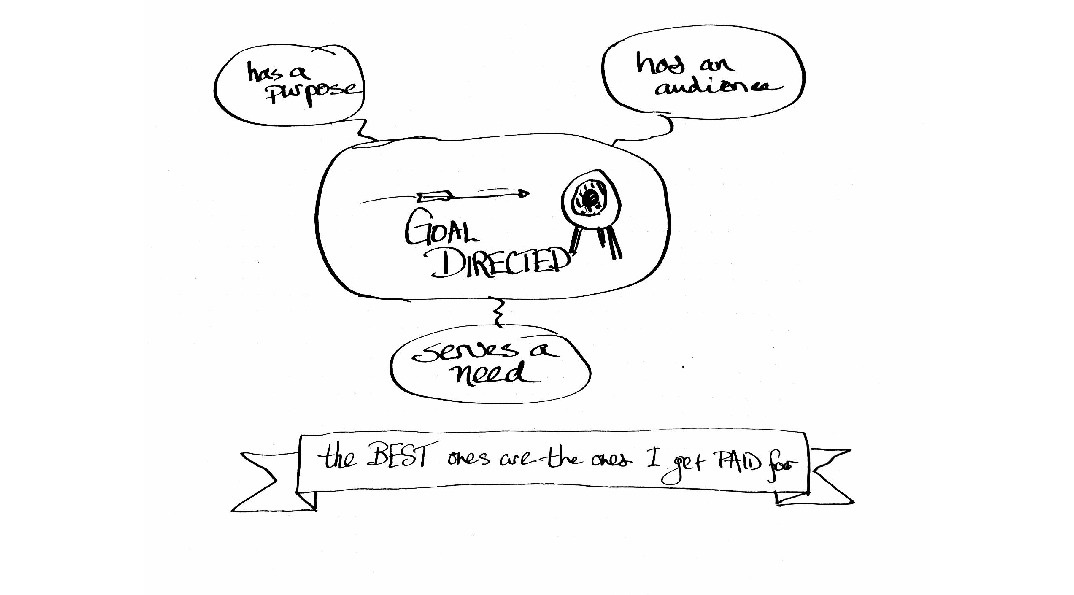 has a
purpose
has an
audience
GOAL
DIRECTED
serves a
need
the BEST ones are the ones I get PAID for